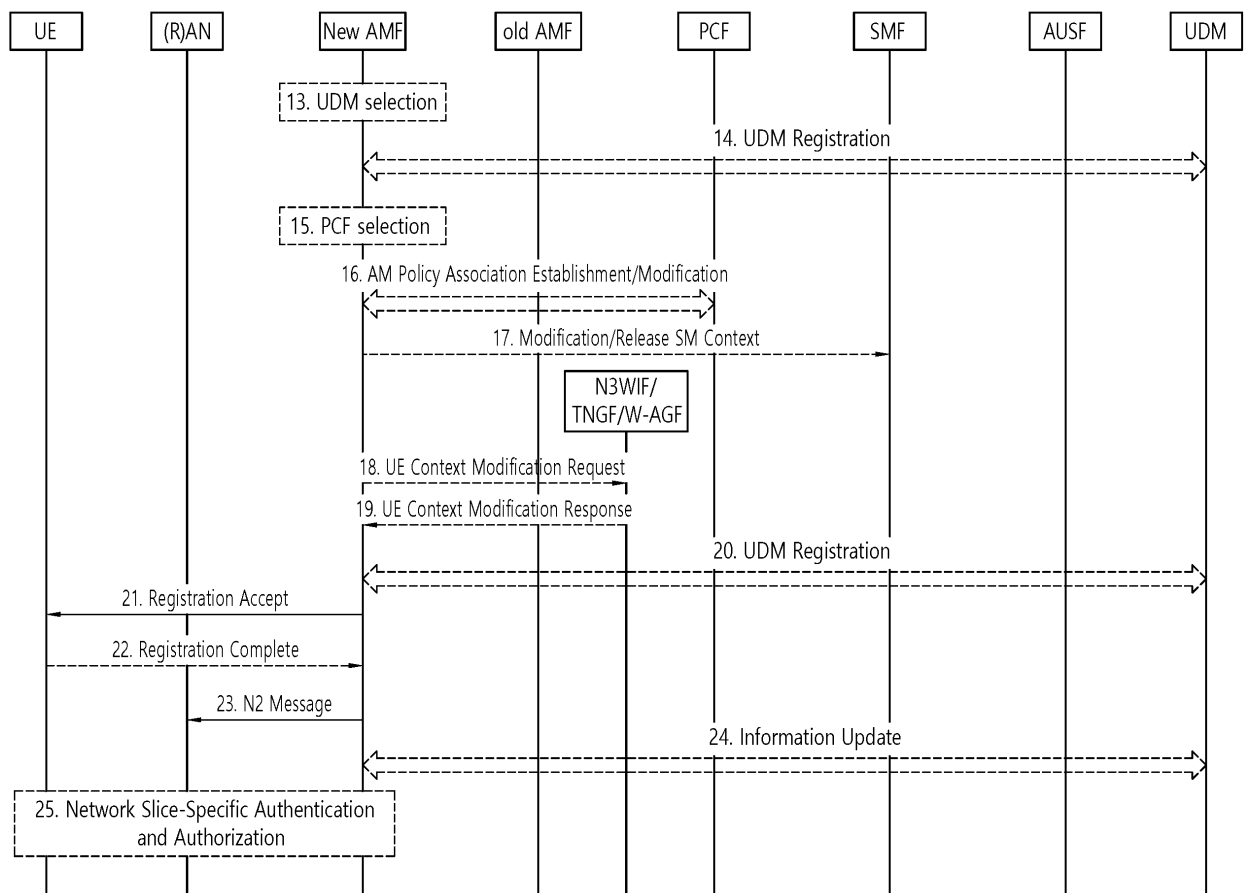 UE
(R)AN
New AMF
old AMF
PCF
SMF
AUSF
UDM
13. UDM selection
14. UDM Registration
15. PCF selection
16. AM Policy Association Establishment/Modification
17. Modification/Release SM Context
N3WIF/
TNGF/W-AGF
18. UE Context Modification Request
19. UE Context Modification Response
20. UDM Registration
21. Registration Accept
22. Registration Complete
23. N2 Message
24. Information Update
25. Network Slice-Specific Authentication
and Authorization